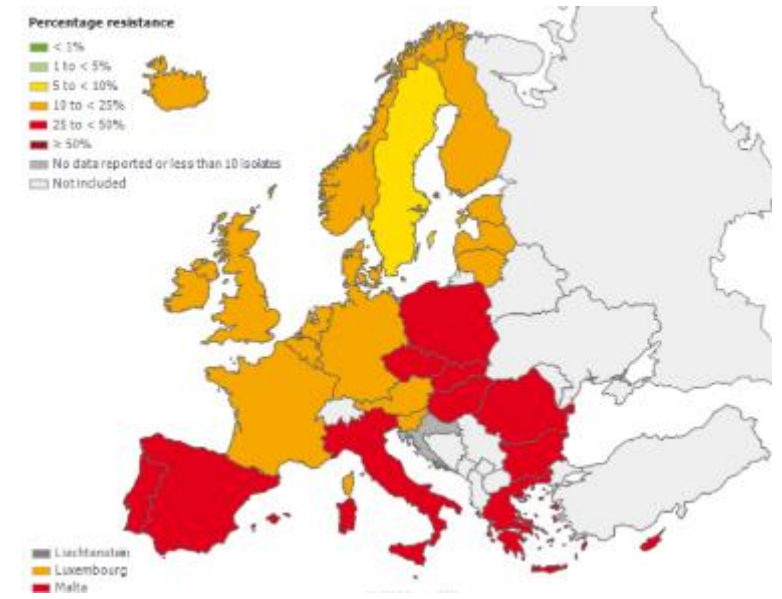 Percentage resistance
< 1%
1 to < 5%
5 to < 10%
10 to < 25%
25 to < 50%
≥ 50%
No data reported or less than 10 isolates
Not included
Liechtenstein
Luxembourg
Malta